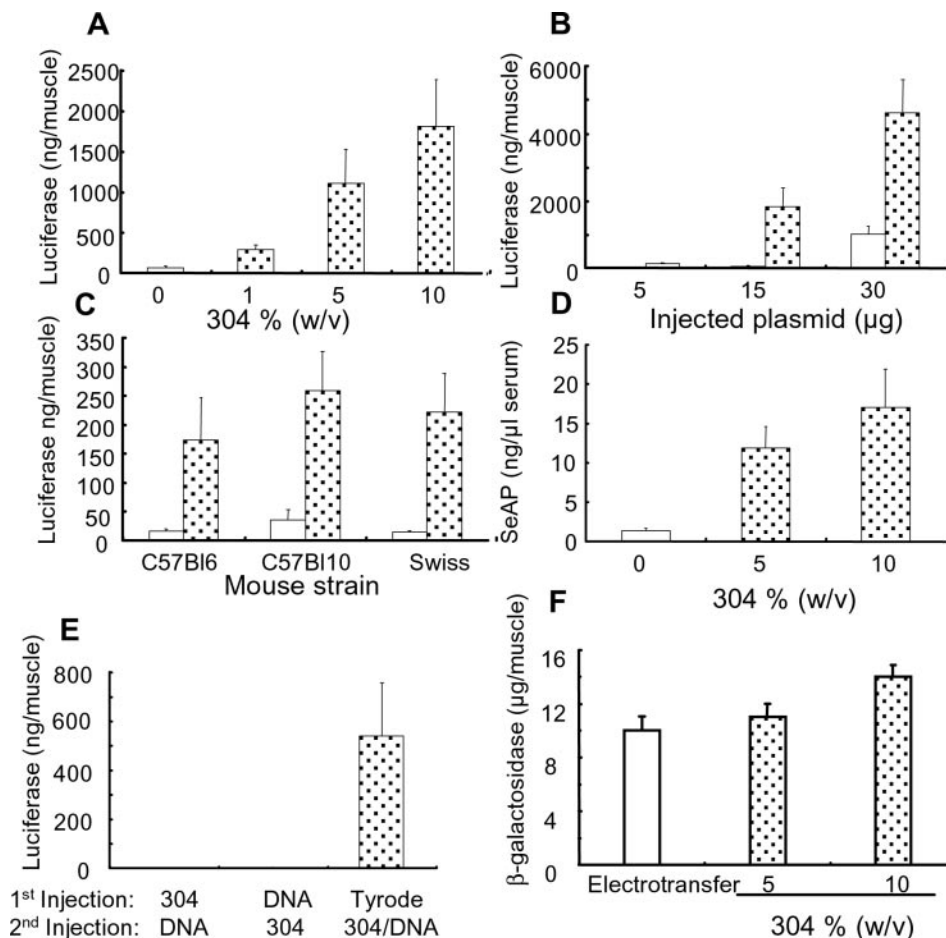 A
Luciferase (ng/muscle)
2500
2000
1500
1000
500
0
0 1 5 10
304 % (w/v)
B
Luciferase (ng/muscle)
6000
4000
2000
0
5 15 30
Injected plasmid (µg)
C
Luciferase ng/muscle)
350
300
250
200
150
100
50
0
C57Bl6 C57Bl10 Swiss
Mouse strain
D
SeAP (ng/µl serum)
25
20
15
10
5
0
0 5 10
304 % (w/v)
E
Luciferase (ng/muscle)
800
600
400
200
0
1st Injection: 304 DNA Tyrode
2nd Injection: DNA 304 304/DNA
F
β-galactosidase (µg/muscle)
16
12
8
4
0
Electrotransfer 5 10
304 % (w/v)